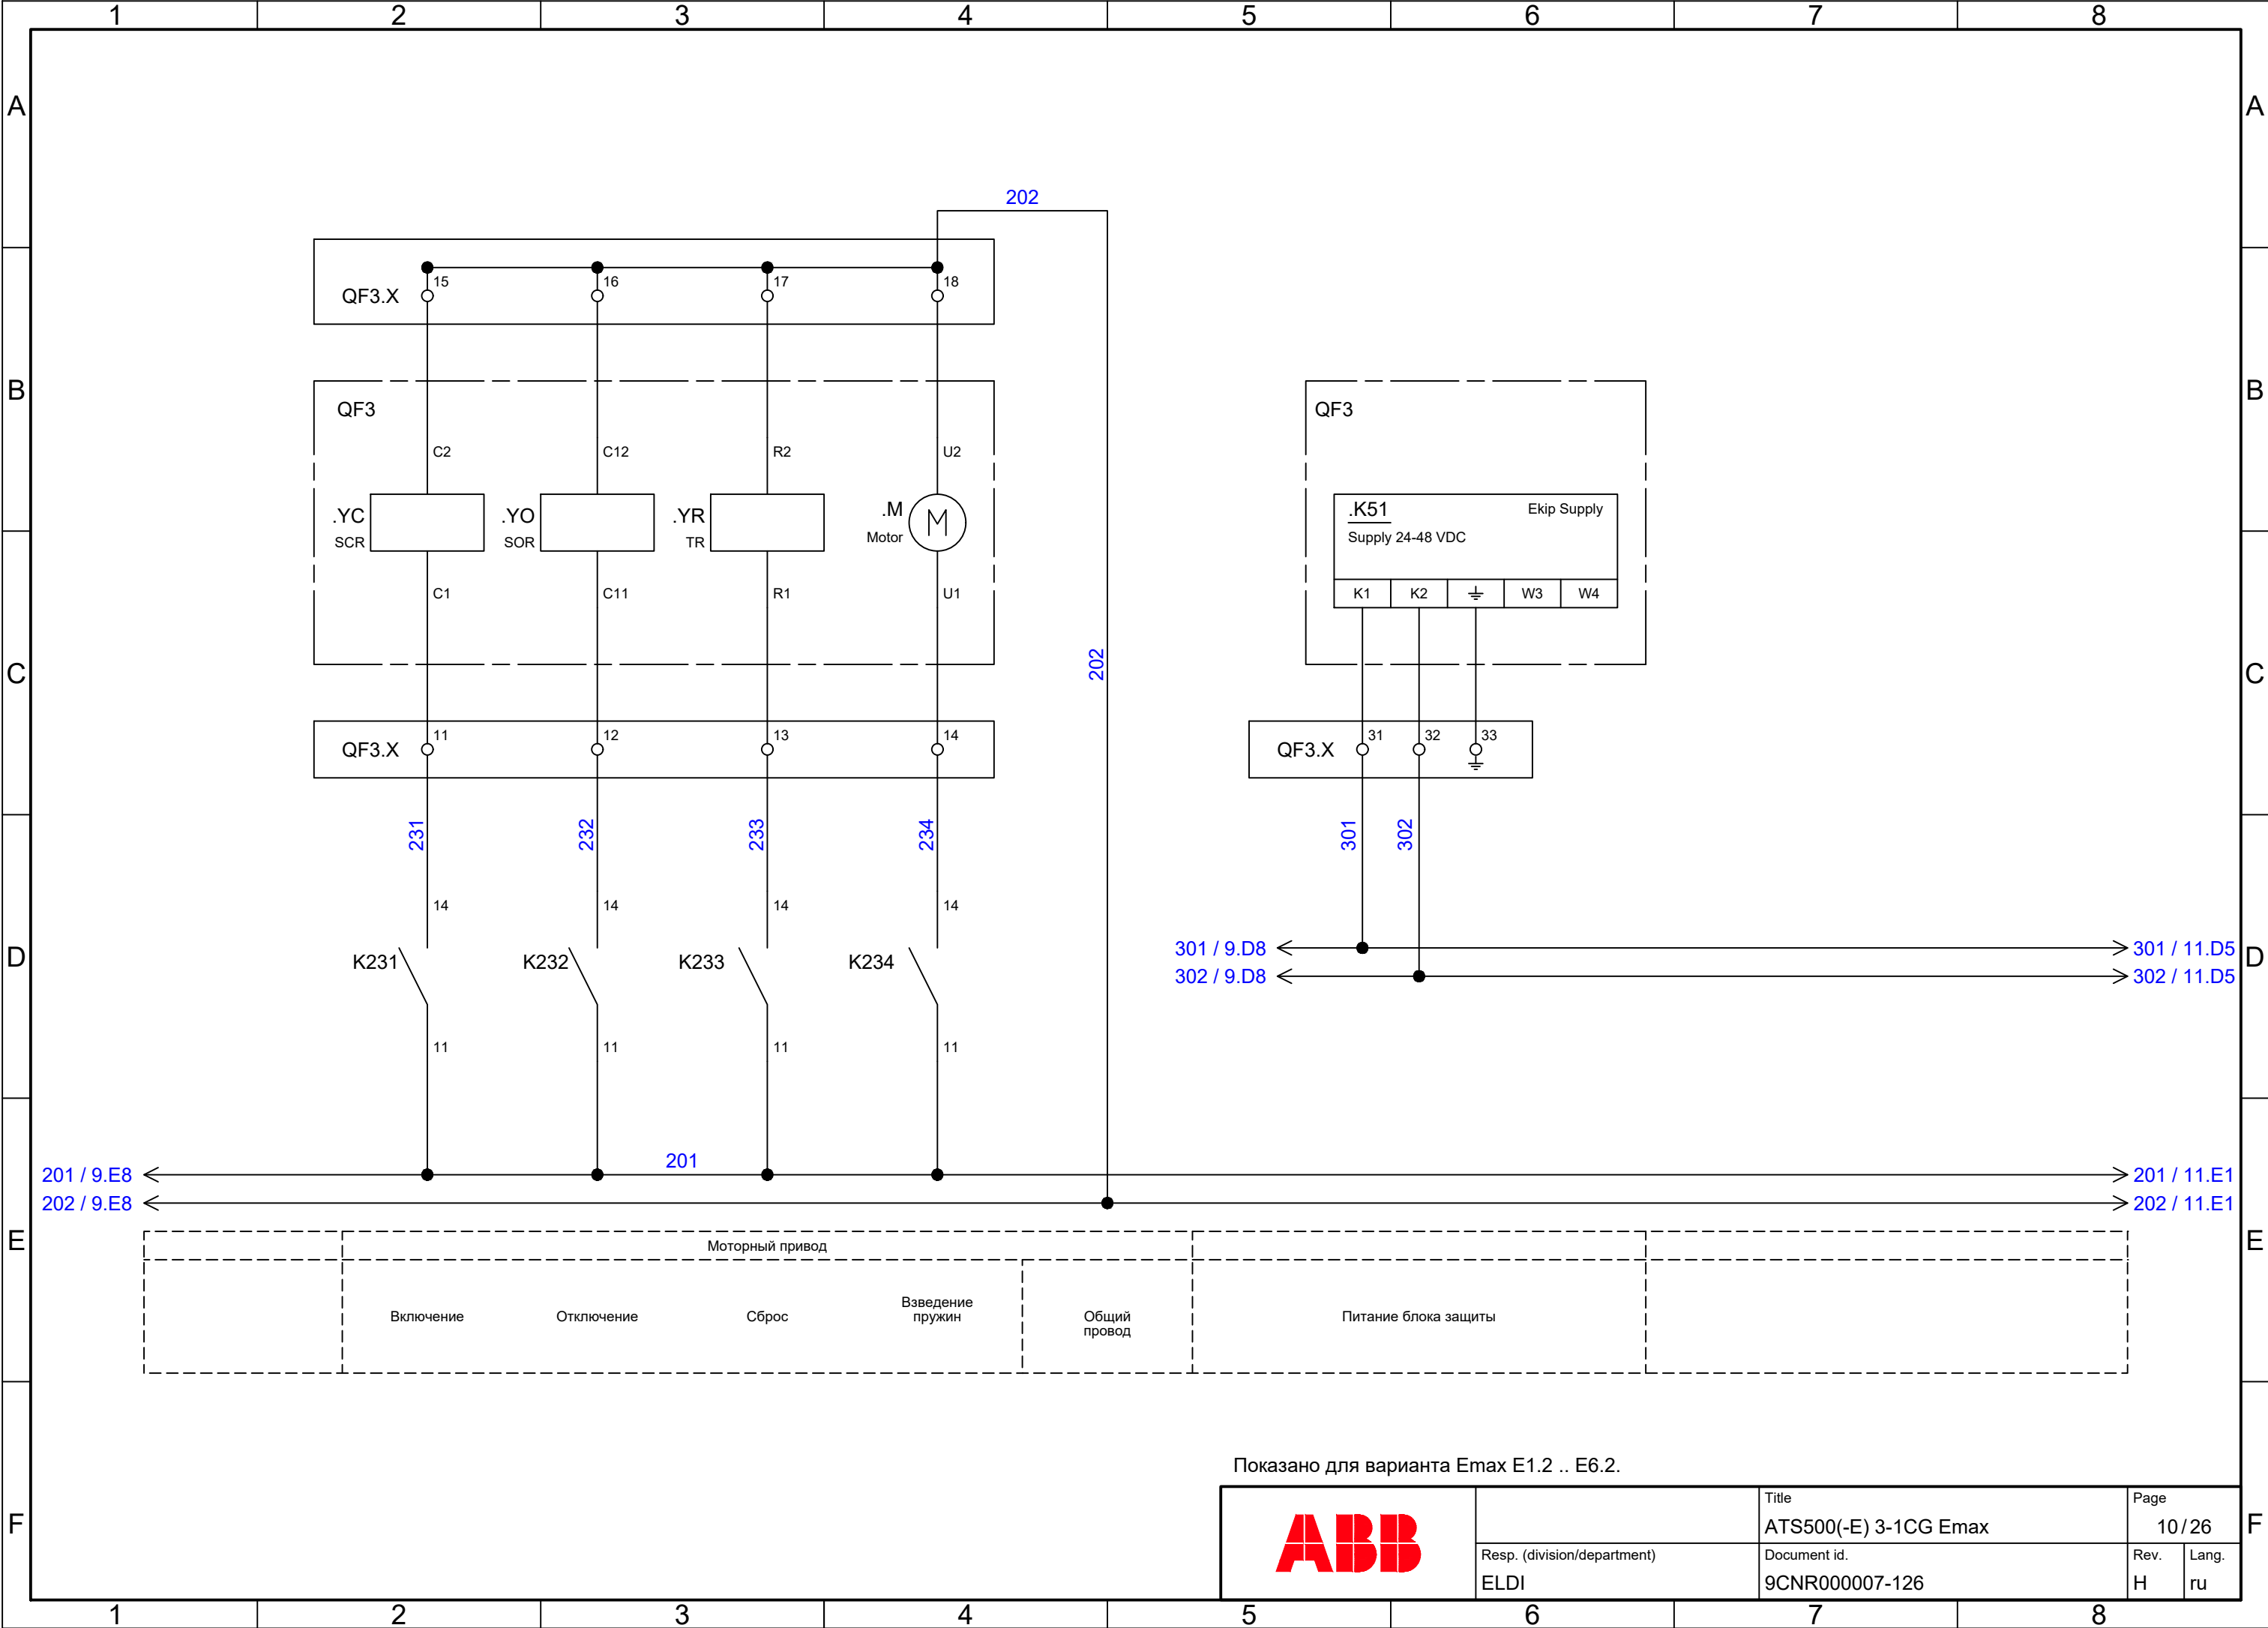 1 2 3 4 5 6 7 8
A A
202
15 16 17 18
QF3.X
B B
QF3 QF3
C2 C12 R2 U2
.YC
SCR
.YO
SOR
.YR
TR
.M
Motor
M
.K51 Ekip Supply
Supply 24-48 VDC
C1 C11 R1 U1
K1 K2 W3 W4
202
C C
11 12 13 14
QF3.X
31 32 33
QF3.X
231 232 233 234
301 302
14 14 14 14
K231 K232 K233 K234
D D
301 / 9.D8 301 / 11.D5
302 / 9.D8 302 / 11.D5
11 11 11 11
201
201 / 9.E8 201 / 11.E1
202 / 9.E8 202 / 11.E1
E E
Моторный привод
Включение
Отключение
Сброс
Взведение
пружин
Общий
провод
Питание блока защиты
Показано для варианта Emax E1.2 .. E6.2.
F F
ABB
Title
ATS500(-E) 3-1CG Emax
Page
10 / 26
Resp. (division/department)
ELDI
Document id.
9CNR000007-126
Rev.
H
Lang.
ru
1 2 3 4 5 6 7 8